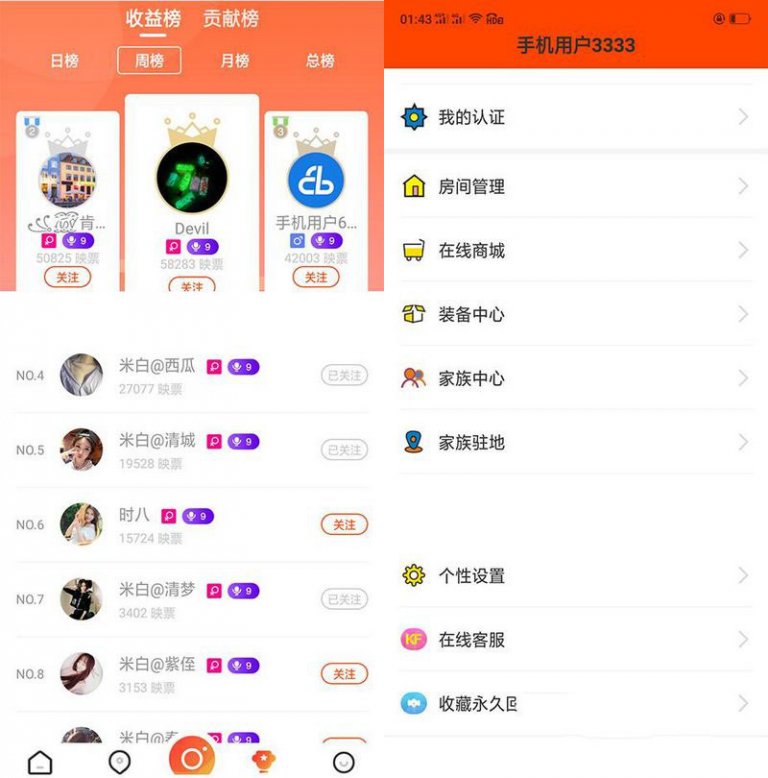 收益榜 贡献榜
日榜 周榜 月榜 总榜
2
3
肯...
Devil
手机用户6...
9
9
9
50825 映票
58283 映票
42003 映票
关注
关注
关注
NO.4
米白@西瓜
9
27077 映票
已关注
NO.5
米白@清城
9
19528 映票
已关注
NO.6
时八
9
15724 映票
关注
NO.7
米白@清梦
9
3402 映票
已关注
NO.8
米白@紫侄
9
3153 映票
关注
米白@
9
01:43
手机用户3333
我的认证
房间管理
在线商城
装备中心
家族中心
家族驻地
个性设置
KF
在线客服
收藏永久